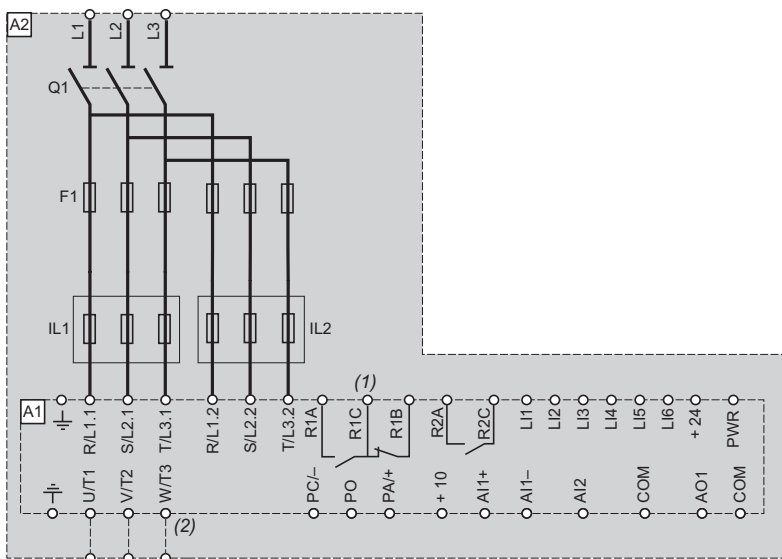 A2
L1
L2
L3
Q1
F1
IL1
IL2
A1
(1)
R/L1.1
S/L2.1
T/L3.1
R/L1.2
S/L2.2
T/L3.2
R1A
R1C
R1B
R2A
R2C
LI1
LI2
LI3
LI4
LI5
LI6
+ 24
PWR
U/T1
V/T2
W/T3
(2)
PC/–
PO
PA/+
+ 10
AI1+
AI1–
AI2
COM
AO1
COM